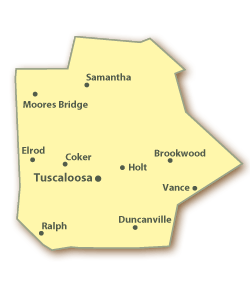 Samantha
Moores Bridge
Elrod
Coker
Brookwood
Holt
Tuscaloosa
Vance
Duncanville
Ralph